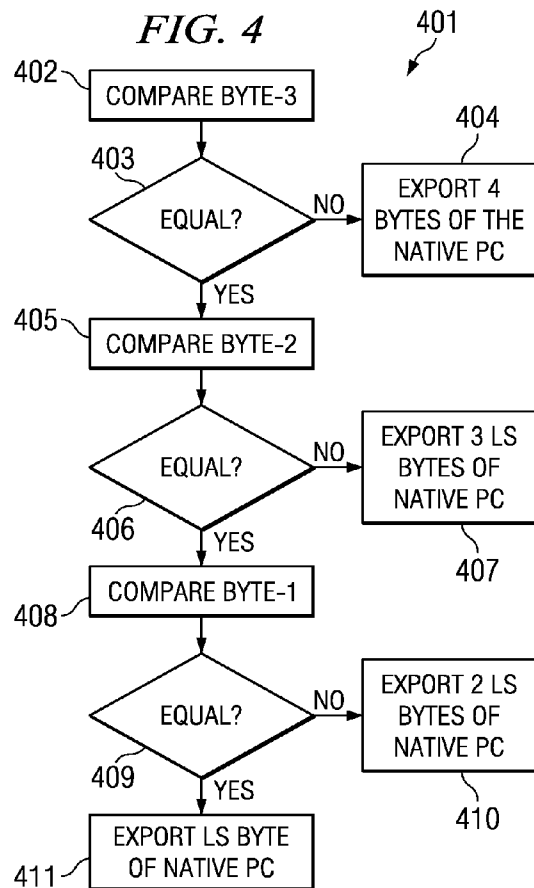 FIG. 4
401
402
COMPARE BYTE-3
403
EQUAL?
NO
404
EXPORT 4
BYTES OF THE
NATIVE PC
YES
405
COMPARE BYTE-2
EQUAL?
406
NO
EXPORT 3 LS
BYTES OF
NATIVE PC
407
YES
408
COMPARE BYTE-1
EQUAL?
409
NO
EXPORT 2 LS
BYTES OF
NATIVE PC
410
YES
411
EXPORT LS BYTE
OF NATIVE PC